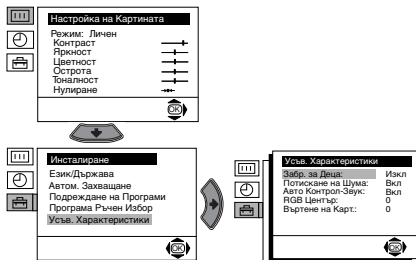 Настройка на Картината
Режим: Личен
Контраст
Яркност
Цветност
Острота
Тоналност
Нулиране
OK
Инсталиране
Език/Държава
Автом. Захващане
Подреждане на Програми
Програма Ръчен Избор
Усъв. Характеристики
OK
Усъв. Характеристики
Забр. за Деца: Изкл
Потискане на Шума: Вкл
Авто Контрол-Звук: Вкл
RGB Център: 0
Въртене на Карт.: 0
OK